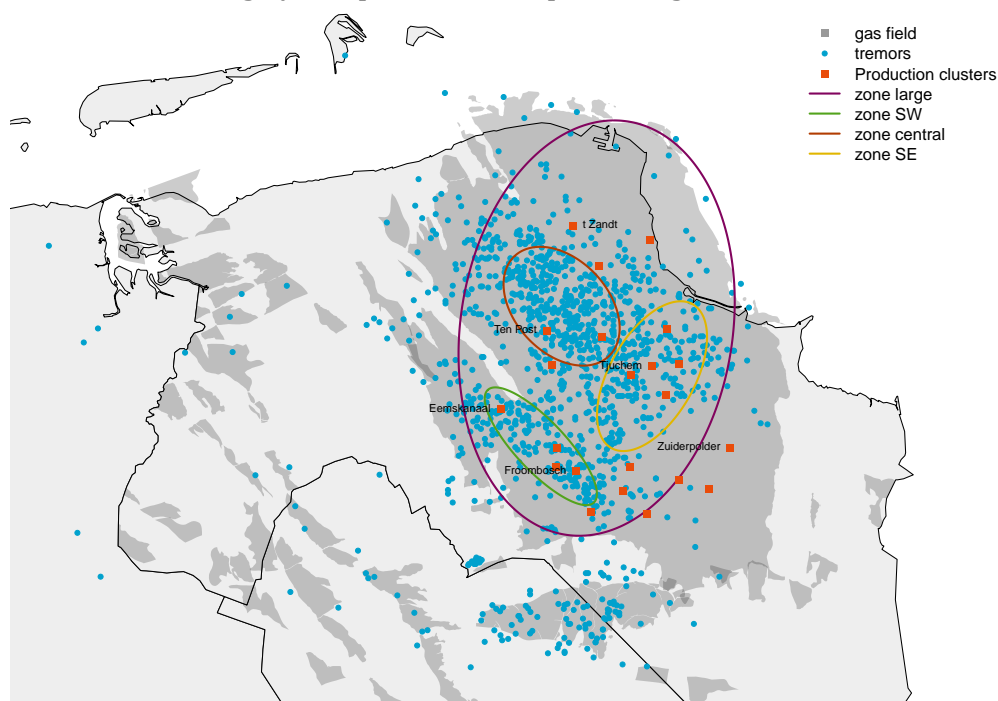 gas field
tremors
Production clusters
zone large
zone SW
zone central
zone SE
t Zandt
Ten Post
Tjuchem
Eemskanaal
Zuiderpolder
Froombosch